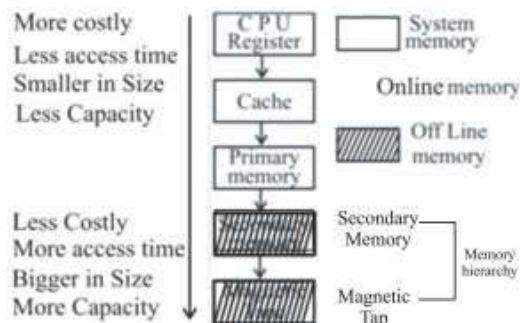 More costly
Less access time
Smaller in Size
Less Capacity
C P U
Register
Cache
Primary
memory
System
memory
Online memory
Off Line
memory
Less Costly
More access time
Bigger in Size
More Capacity
Secondary
Memory
Magnetic
Tap
Memory
hierarchy